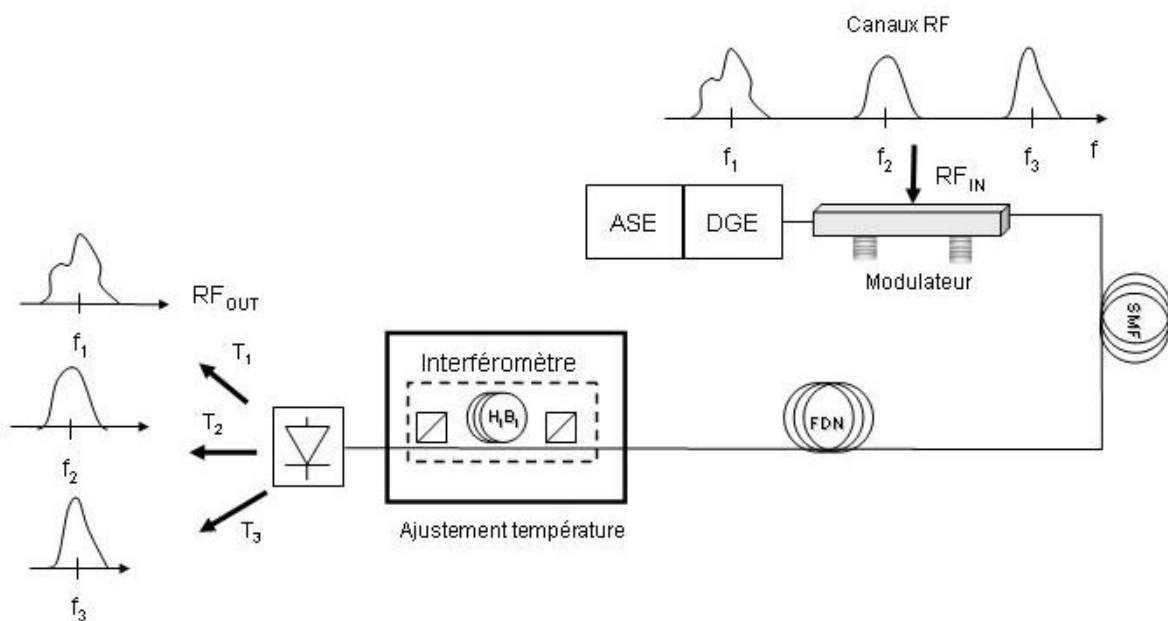 Canaux RF
f1
f2
f3
f
RFIN
ASE
DGE
Modulateur
SMF
FDN
Interféromètre
HiBi
Ajustement température
RFOUT
T1
T2
T3
f1
f2
f3